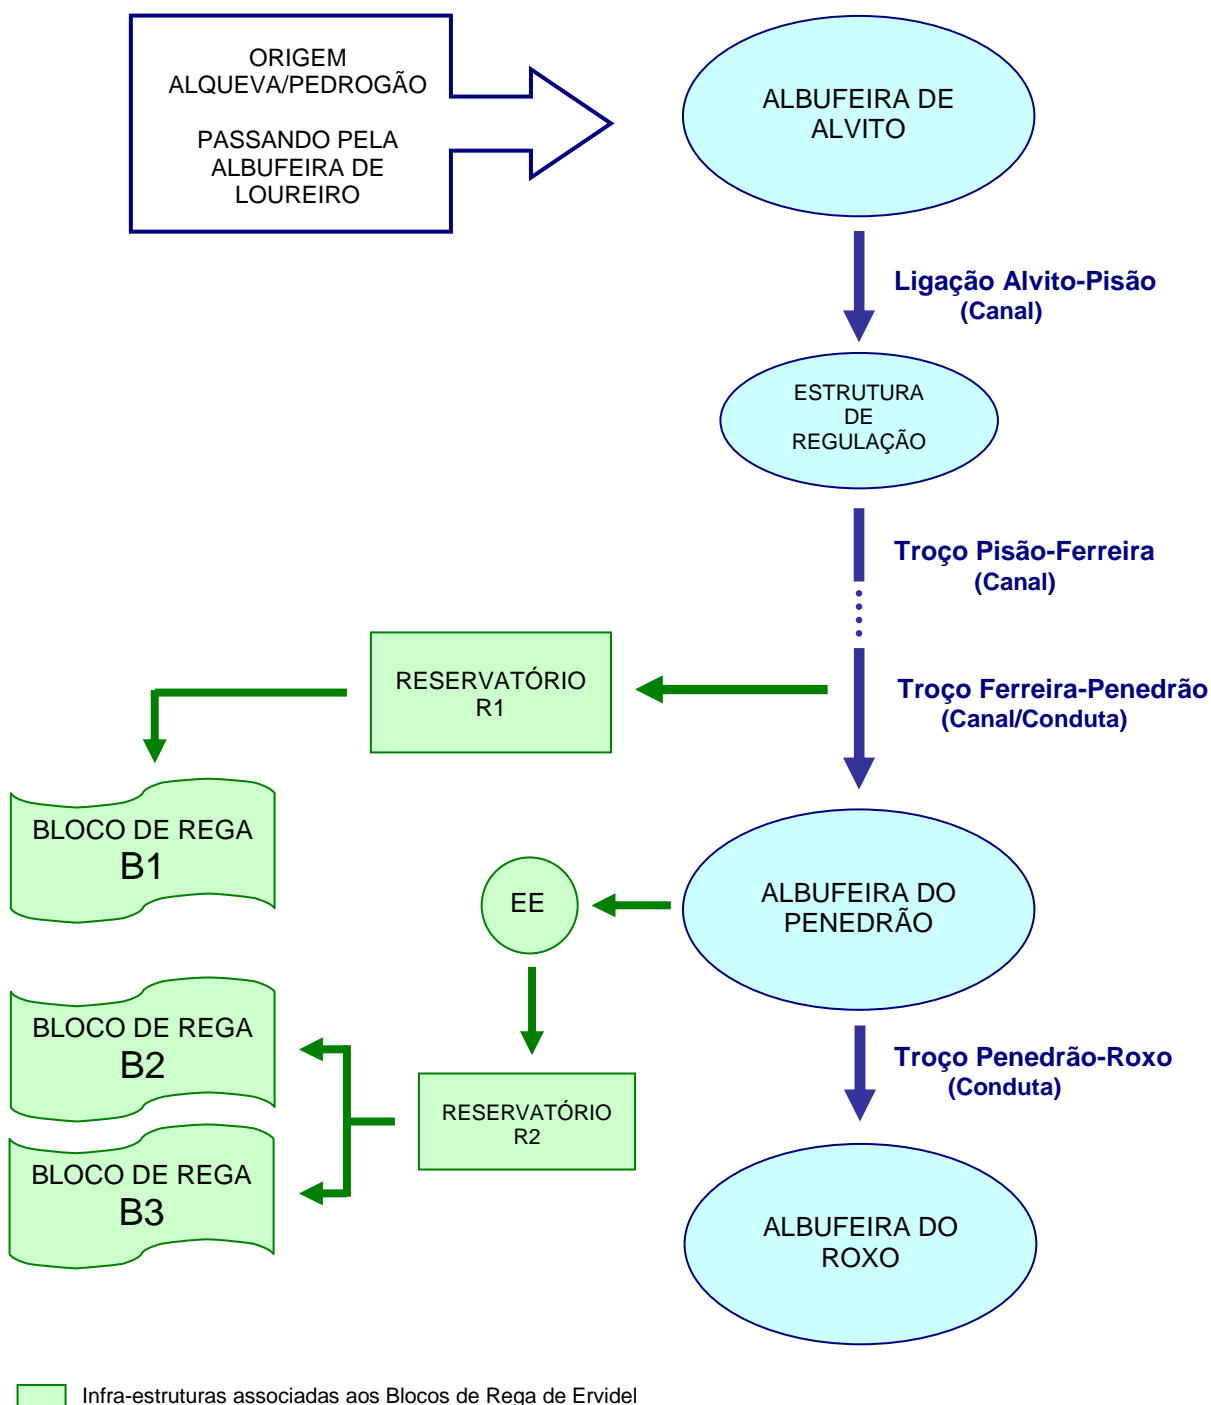 ORIGEM
ALQUEVA/PEDROGÃO
PASSANDO PELA
ALBUFEIRA DE
LOUREIRO
ALBUFEIRA DE
ALVITO
Ligação Alvito-Pisão
(Canal)
ESTRUTURA
DE
REGULAÇÃO
Troço Pisão-Ferreira
(Canal)
RESERVATÓRIO
R1
Troço Ferreira-Penedrão
(Canal/Conduta)
BLOCO DE REGA
B1
EE
ALBUFEIRA DO
PENEDRÃO
BLOCO DE REGA
B2
Troço Penedrão-Roxo
(Conduta)
RESERVATÓRIO
R2
BLOCO DE REGA
B3
ALBUFEIRA DO
ROXO
Infra-estruturas associadas aos Blocos de Rega de Ervidel